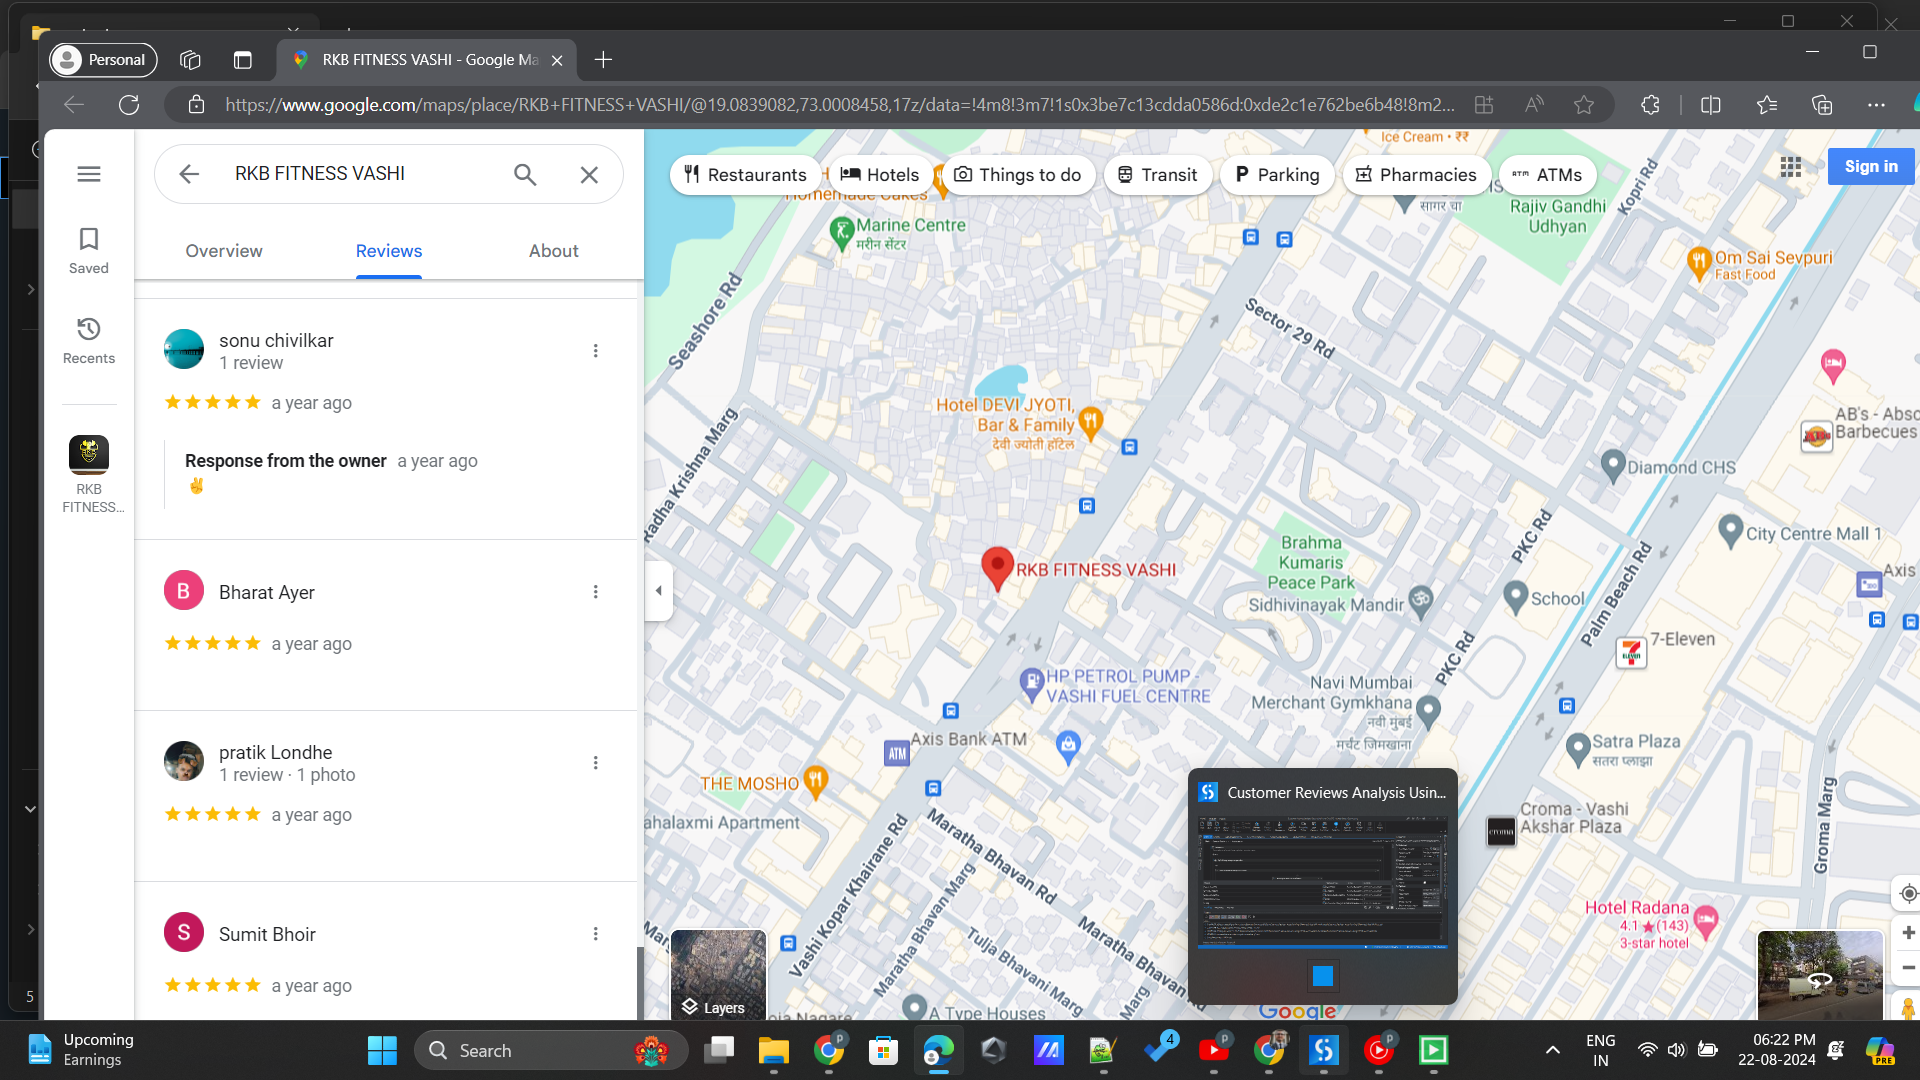 Personal
RKB FITNESS VASHI - Google Ma
https://www.google.com/maps/place/RKB+FITNESS+VASHI/@19.0839082,73.0008458,17z/data=!4m8!3m7!1s0x3be7c13cdda0586d:0xde2c1e762be6b48!8m2...
RKB FITNESS VASHI
Overview
Reviews
About
Saved
Recents
RKB
FITNESS...
sonu chivilkar
1 review
a year ago
Response from the owner a year ago
✌
Bharat Ayer
a year ago
pratik Londhe
1 review · 1 photo
a year ago
Sumit Bhoir
a year ago
B
S
Restaurants
Hotels
Things to do
Transit
Parking
Pharmacies
ATMs
Sign in
Ice Cream • ₹₹
Homemade Cakes
Marine Centre
मरीन सेंटर
सागर चा
Rajiv Gandhi
Udhyan
Kopri Rd
Om Sai Sevpuri
Fast Food
Seashore Rd
Sector 29 Rd
Hotel DEVI JYOTI,
Bar & Family
देवी ज्योती हॉटेल
AB's - Abso
Barbecues
Diamond CHS
Radha Krishna Marg
PKC Rd
City Centre Mall 1
Brahma
Kumaris
Peace Park
RKB FITNESS VASHI
Sidhivinayak Mandir
School
Palm Beach Rd
Axis
7-Eleven
PKC Rd
HP PETROL PUMP -
VASHI FUEL CENTRE
Navi Mumbai
Merchant Gymkhana
नवी मुंबई
मर्चंट जिमखाना
Axis Bank ATM
ATM
Satra Plaza
सतरा प्लाझा
THE MOSHO
ahalaxmi Apartment
Vashi Kopar Khairane Rd
Maratha Bhavan Rd
Maratha Bhavan Marg
Tulja Bhavani Marg
Maratha Bhavan
Marg
Customer Reviews Analysis Usin...
Croma - Vashi
Akshar Plaza
croma
Groma Marg
Hotel Radana
4.1★(143)
3-star hotel
Layers
A Type Houses
Google
5
Upcoming
Earnings
Search
4
ENG
IN
06:22 PM
22-08-2024
PRE